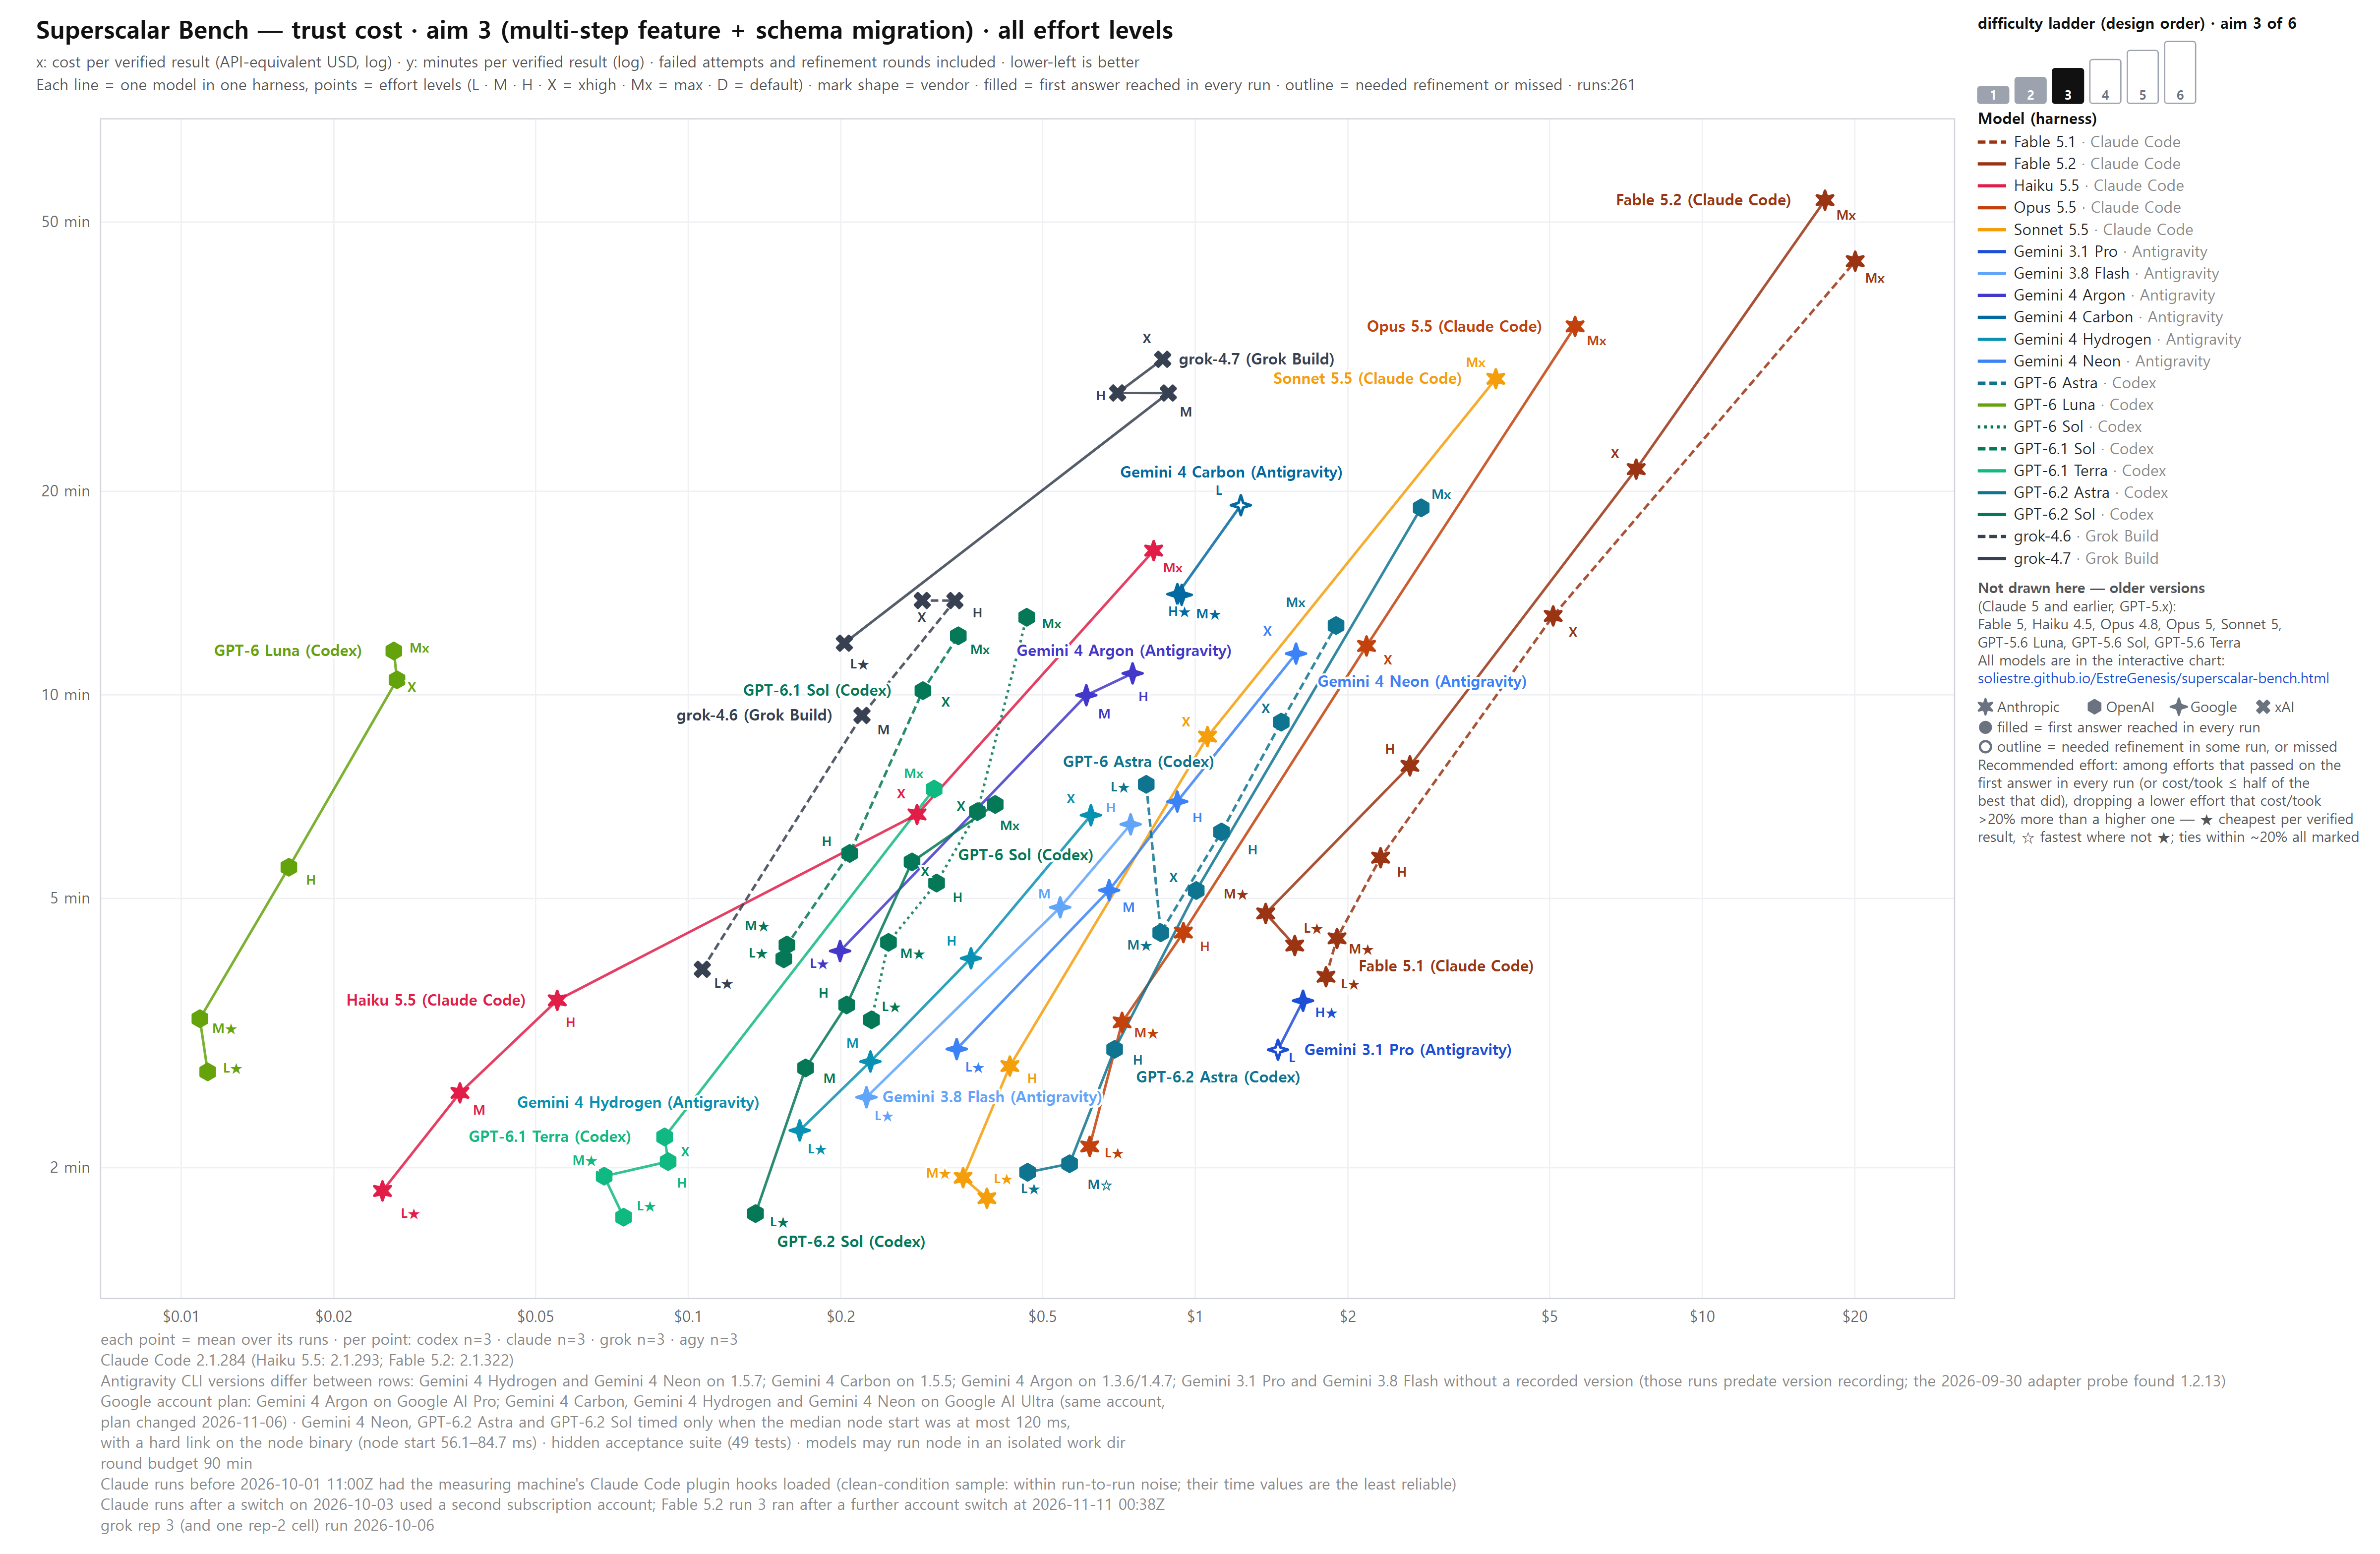 Superscalar Bench — trust cost · aim 3 (multi-step feature + schema migration) · all effort levels
x: cost per verified result (API-equivalent USD, log) · y: minutes per verified result (log) · failed attempts and refinement rounds included · lower-left is better
Each line = one model in one harness, points = effort levels (L · M · H · X = xhigh · Mx = max · D = default) · mark shape = vendor · filled = first answer reached in every run · outline = needed refinement or missed · runs:261
50 min
20 min
10 min
5 min
2 min
Fable 5.2 (Claude Code)
Mx
Mx
Opus 5.5 (Claude Code)
Mx
X
grok-4.7 (Grok Build)
Mx
Sonnet 5.5 (Claude Code)
H
M
X
Gemini 4 Carbon (Antigravity)
L
Mx
Mx
H★
M★
Mx
X
H
X
X
Mx
Mx
L★
GPT-6 Luna (Codex)
Mx
X
Gemini 4 Argon (Antigravity)
X
GPT-6.1 Sol (Codex)
X
H
M
Gemini 4 Neon (Antigravity)
grok-4.6 (Grok Build)
M
X
X
H
GPT-6 Astra (Codex)
Mx
X
L★
X
H
X
Mx
H
H
H
GPT-6 Sol (Codex)
H
X
H
X
H
M
M★
M
M★
L★
H
M★
L★
M★
H
L★
M★
L★
Fable 5.1 (Claude Code)
L★
L★
Haiku 5.5 (Claude Code)
H
H
L★
H★
M★
M
M★
L★
L★
H
L
Gemini 3.1 Pro (Antigravity)
M
H
GPT-6.2 Astra (Codex)
M
Gemini 4 Hydrogen (Antigravity)
Gemini 3.8 Flash (Antigravity)
L★
GPT-6.1 Terra (Codex)
X
L★
L★
M★
H
M★
L★
L★
M☆
L★
L★
L★
GPT-6.2 Sol (Codex)
$0.01
$0.02
$0.05
$0.1
$0.2
$0.5
$1
$2
$5
$10
$20
difficulty ladder (design order) · aim 3 of 6
1
2
3
4
5
6
Model (harness)
Fable 5.1 · Claude Code
Fable 5.2 · Claude Code
Haiku 5.5 · Claude Code
Opus 5.5 · Claude Code
Sonnet 5.5 · Claude Code
Gemini 3.1 Pro · Antigravity
Gemini 3.8 Flash · Antigravity
Gemini 4 Argon · Antigravity
Gemini 4 Carbon · Antigravity
Gemini 4 Hydrogen · Antigravity
Gemini 4 Neon · Antigravity
GPT-6 Astra · Codex
GPT-6 Luna · Codex
GPT-6 Sol · Codex
GPT-6.1 Sol · Codex
GPT-6.1 Terra · Codex
GPT-6.2 Astra · Codex
GPT-6.2 Sol · Codex
grok-4.6 · Grok Build
grok-4.7 · Grok Build
Not drawn here — older versions
(Claude 5 and earlier, GPT-5.x):
Fable 5, Haiku 4.5, Opus 4.8, Opus 5, Sonnet 5,
GPT-5.6 Luna, GPT-5.6 Sol, GPT-5.6 Terra
All models are in the interactive chart:
soliestre.github.io/EstreGenesis/superscalar-bench.html
Anthropic
OpenAI
Google
xAI
filled = first answer reached in every run
outline = needed refinement in some run, or missed
Recommended effort: among efforts that passed on the
first answer in every run (or cost/took ≤ half of the
best that did), dropping a lower effort that cost/took
>20% more than a higher one — ★ cheapest per verified
result, ☆ fastest where not ★; ties within ~20% all marked
each point = mean over its runs · per point: codex n=3 · claude n=3 · grok n=3 · agy n=3
Claude Code 2.1.284 (Haiku 5.5: 2.1.293; Fable 5.2: 2.1.322)
Antigravity CLI versions differ between rows: Gemini 4 Hydrogen and Gemini 4 Neon on 1.5.7; Gemini 4 Carbon on 1.5.5; Gemini 4 Argon on 1.3.6/1.4.7; Gemini 3.1 Pro and Gemini 3.8 Flash without a recorded version (those runs predate version recording; the 2026-09-30 adapter probe found 1.2.13)
Google account plan: Gemini 4 Argon on Google AI Pro; Gemini 4 Carbon, Gemini 4 Hydrogen and Gemini 4 Neon on Google AI Ultra (same account,
plan changed 2026-11-06) · Gemini 4 Neon, GPT-6.2 Astra and GPT-6.2 Sol timed only when the median node start was at most 120 ms,
with a hard link on the node binary (node start 56.1–84.7 ms) · hidden acceptance suite (49 tests) · models may run node in an isolated work dir
round budget 90 min
Claude runs before 2026-10-01 11:00Z had the measuring machine's Claude Code plugin hooks loaded (clean-condition sample: within run-to-run noise; their time values are the least reliable)
Claude runs after a switch on 2026-10-03 used a second subscription account; Fable 5.2 run 3 ran after a further account switch at 2026-11-11 00:38Z
grok rep 3 (and one rep-2 cell) run 2026-10-06